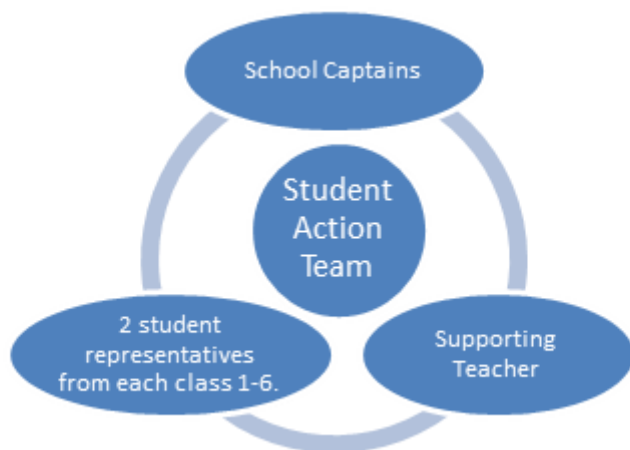 School Captains
Student
Action
Team
2 student
representatives
from each class 1-6.
Supporting
Teacher